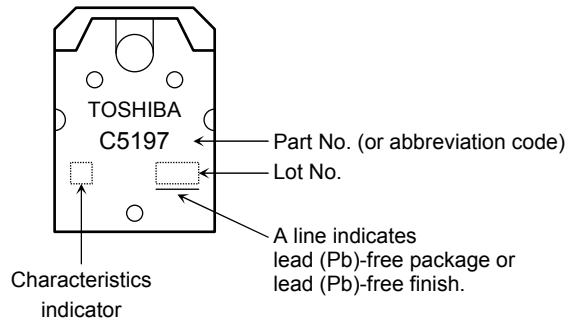 TOSHIBA
C5197
Part No. (or abbreviation code)
Lot No.
A line indicates
lead (Pb)-free package or
lead (Pb)-free finish.
Characteristics
indicator